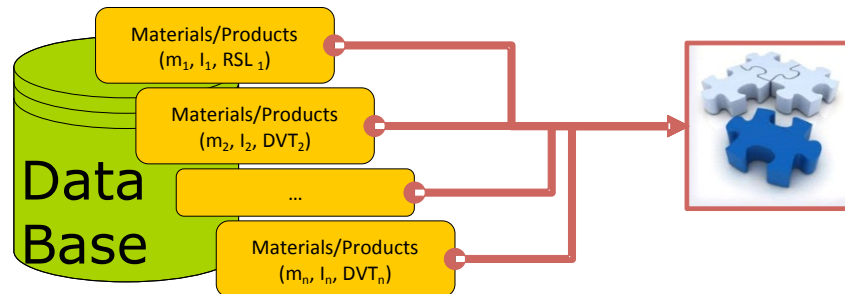 Materials/Products
(m₁, I₁, RSL ₁)
Materials/Products
(m₂, I₂, DVT₂)
Data
Base
...
Materials/Products
(mₙ, Iₙ, DVTₙ)